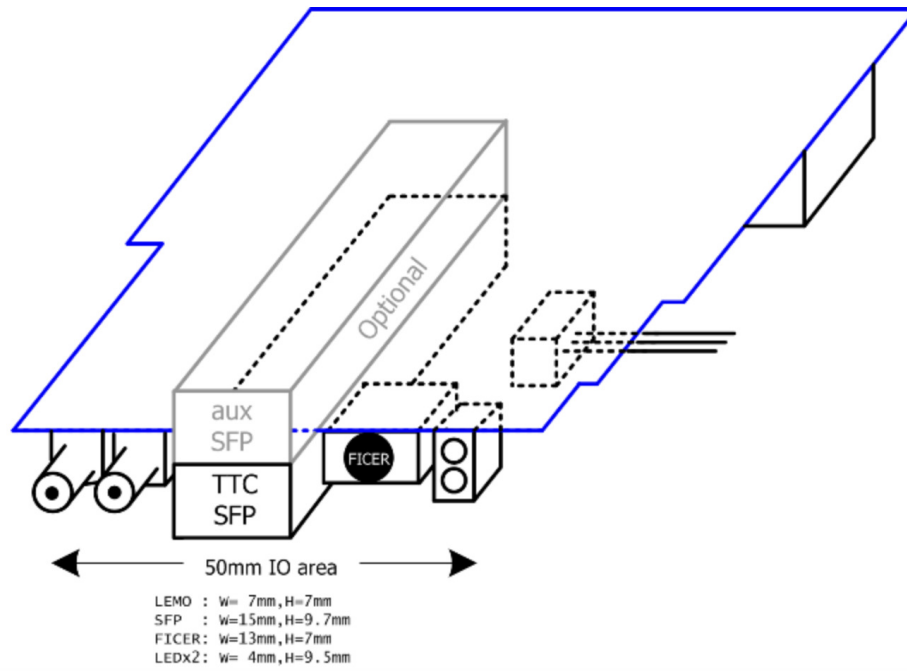 Optional
aux
SFP
FICER
TTC
SFP
50mm IO area
LEMO : W= 7mm,H=7mm
SFP  : W=15mm,H=9.7mm
FICER: W=13mm,H=7mm
LEDx2: W= 4mm,H=9.5mm